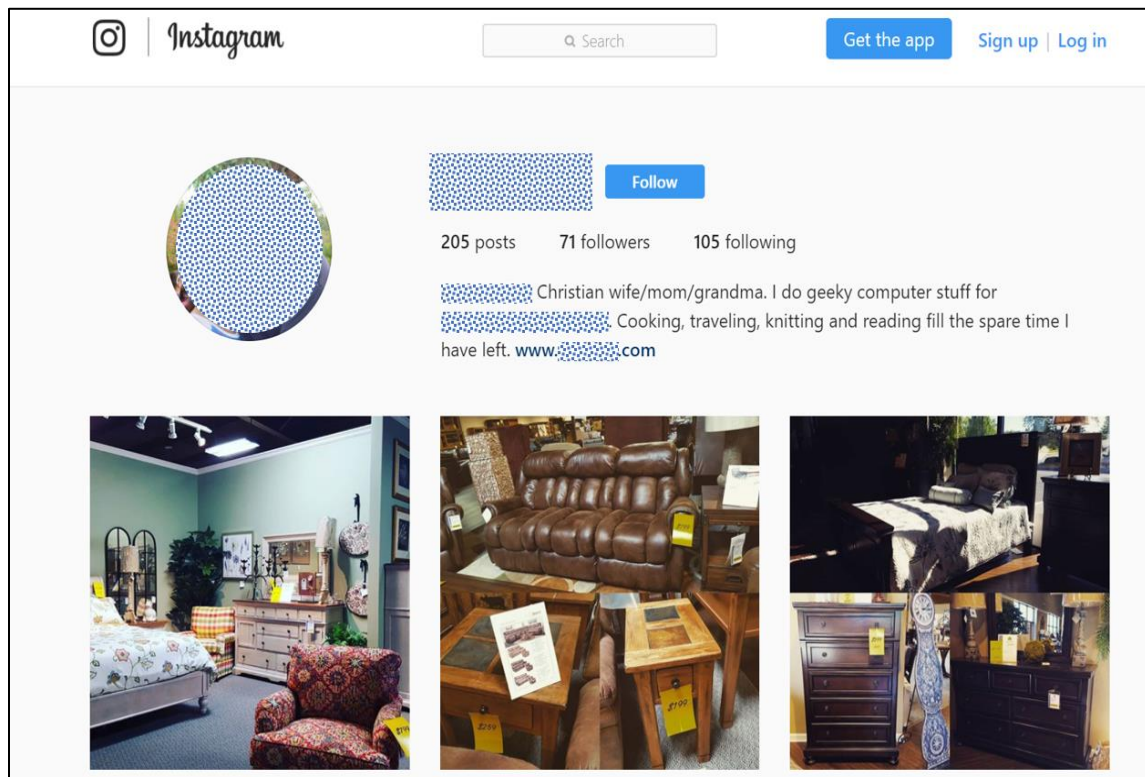 Instagram
Search
Get the app
Sign up | Log in
Follow
205 posts 71 followers 105 following
Christian wife/mom/grandma. I do geeky computer stuff for
. Cooking, traveling, knitting and reading fill the spare time I
have left. www. .com
$199